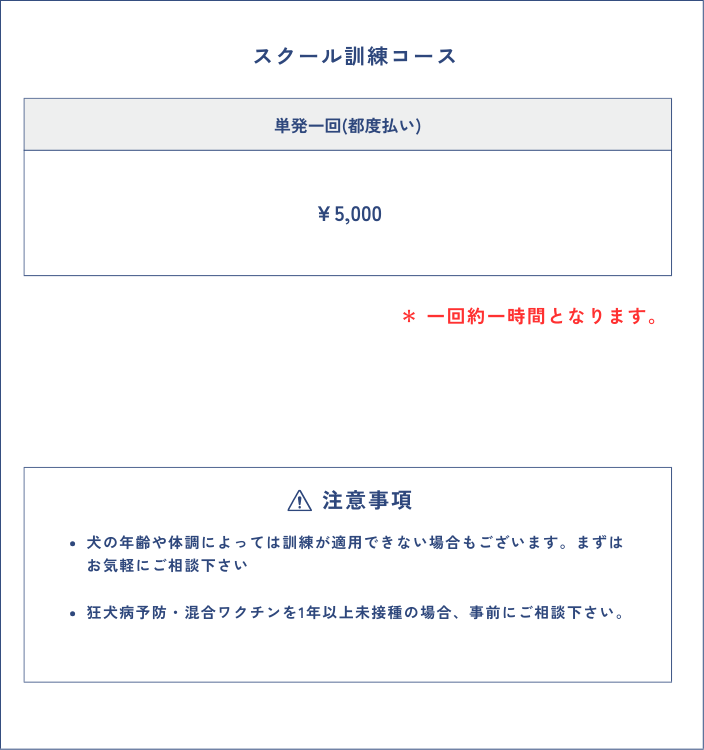 スクール訓練コース
単発一回(都度払い)
¥5,000
＊ 一回約一時間となります。
注意事項
• 犬の年齢や体調によっては訓練が適用できない場合もございます。まずは
お気軽にご相談下さい
• 狂犬病予防・混合ワクチンを1年以上未接種の場合、事前にご相談下さい。